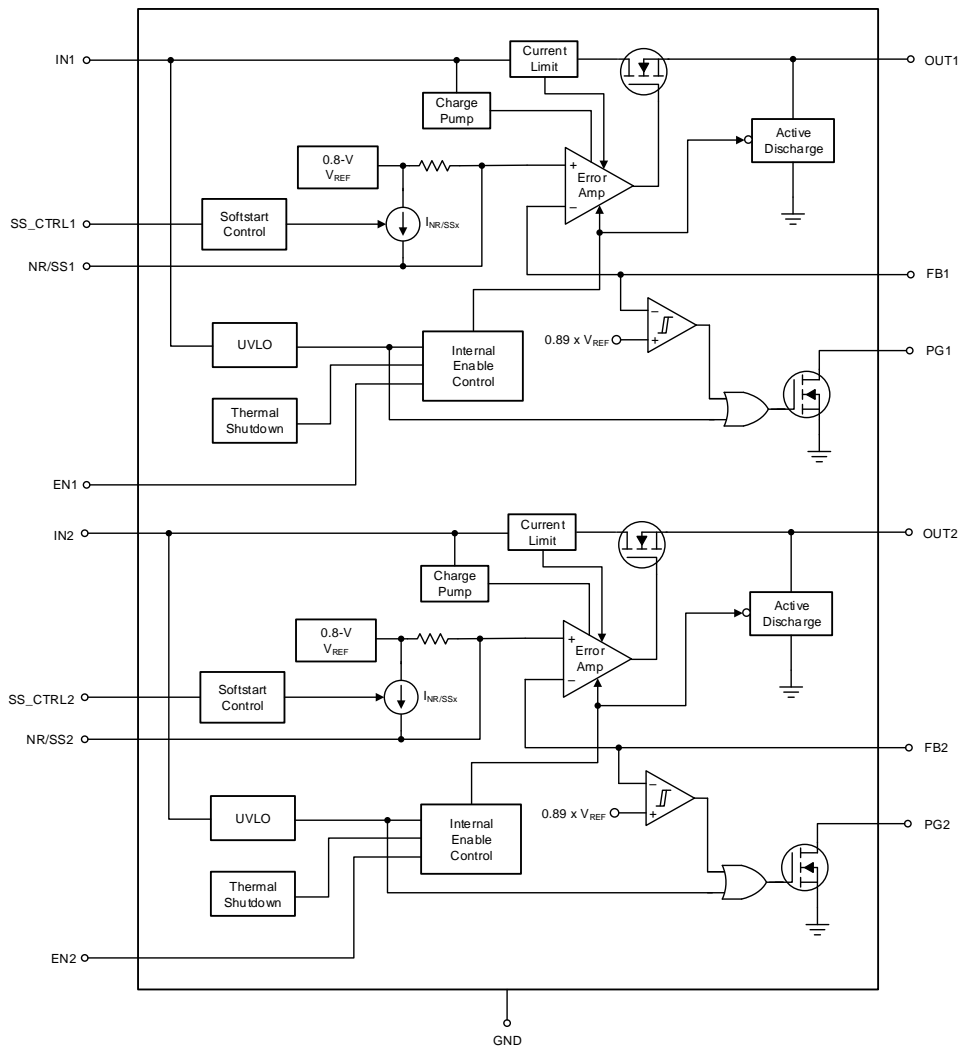 IN1
Current
Limit
OUT1
Charge
Pump
Active
Discharge
0.8-V
VREF
+
Error
Amp
−
SS_CTRL1
Softstart
Control
INR/SSx
NR/SS1
FB1
UVLO
Internal
Enable
Control
−
0.89 x VREF
+
PG1
Thermal
Shutdown
EN1
IN2
Current
Limit
OUT2
Charge
Pump
Active
Discharge
0.8-V
VREF
+
Error
Amp
−
SS_CTRL2
Softstart
Control
INR/SSx
NR/SS2
FB2
UVLO
Internal
Enable
Control
−
0.89 x VREF
+
PG2
Thermal
Shutdown
EN2
GND